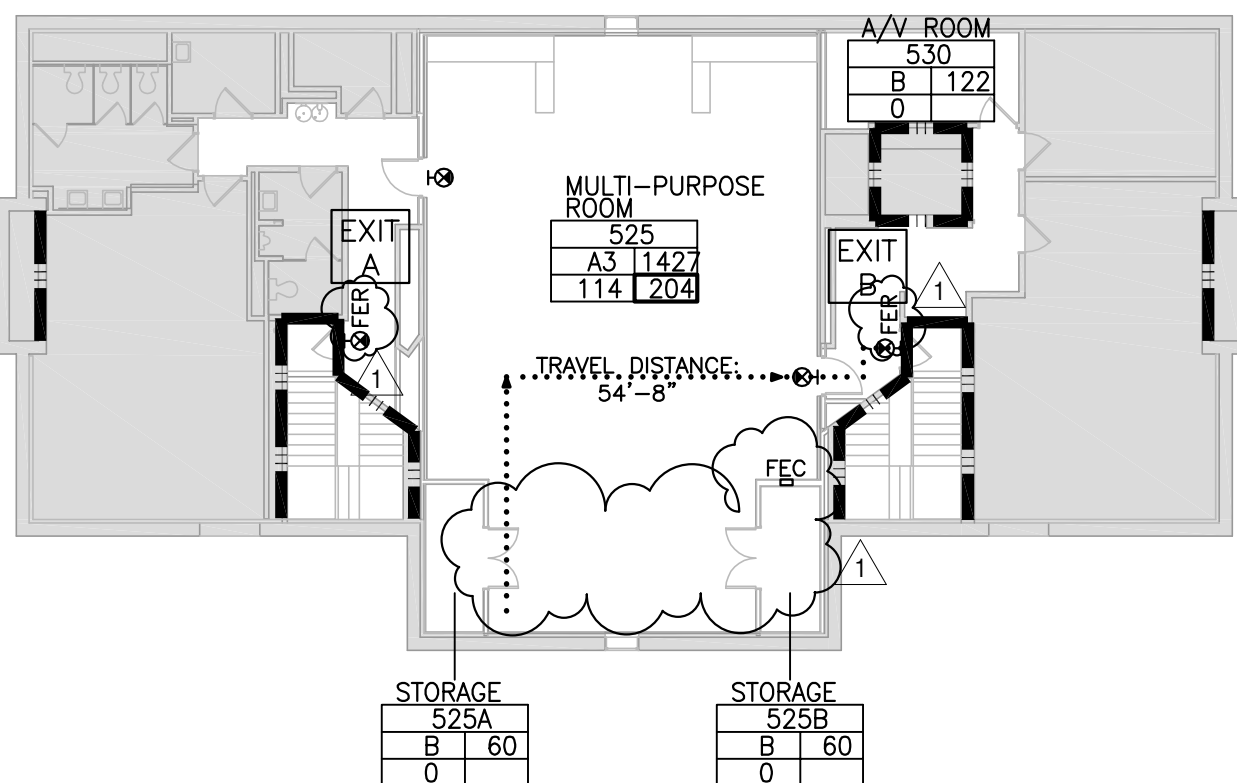 A/V ROOM
530
B 122
0
MULTI-PURPOSE
ROOM
525
A3 1427
114 204
EXIT
A
FER
1
EXIT
B
FER
1
TRAVEL DISTANCE:
54'-8"
FEC
1
STORAGE
525A
B 60
0
STORAGE
525B
B 60
0